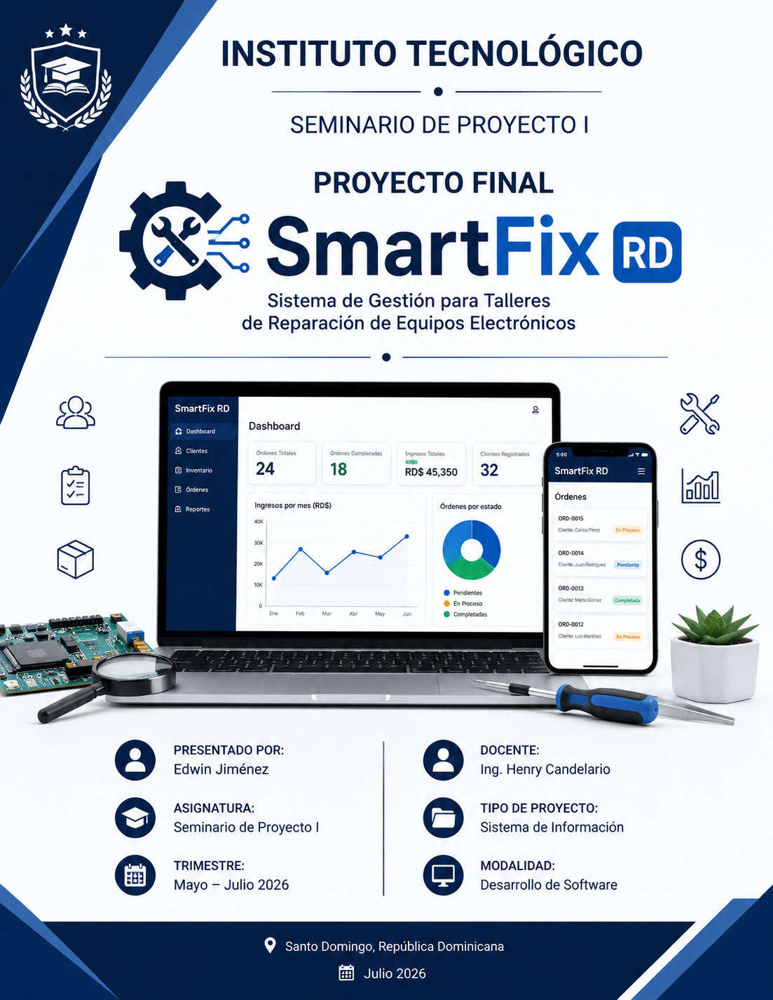 INSTITUTO TECNOLÓGICO
SEMINARIO DE PROYECTO I
PROYECTO FINAL
SmartFix RD
Sistema de Gestión para Talleres
de Reparación de Equipos Electrónicos
SmartFix RD
Dashboard
Clientes
Inventario
Órdenes
Reportes
Dashboard
Órdenes Totales
24
Órdenes Completadas
18
Ingresos Totales
RD$ 45,350
Clientes Registrados
32
Ingresos por mes (RD$)
40K
30K
20K
10K
0
Ene Feb Mar Abr May Jun
Órdenes por estado
Pendientes
En Proceso
Completadas
SmartFix RD
Órdenes
ORD-0015
Cliente: Carlos Pérez En Proceso
ORD-0014
Cliente: Juan Rodríguez Pendiente
ORD-0013
Cliente: María Gómez Completada
ORD-0012
Cliente: Luis Martínez En Proceso
PRESENTADO POR:
Edwin Jiménez
ASIGNATURA:
Seminario de Proyecto I
TRIMESTRE:
Mayo – Julio 2026
DOCENTE:
Ing. Henry Candelario
TIPO DE PROYECTO:
Sistema de Información
MODALIDAD:
Desarrollo de Software
Santo Domingo, República Dominicana
Julio 2026